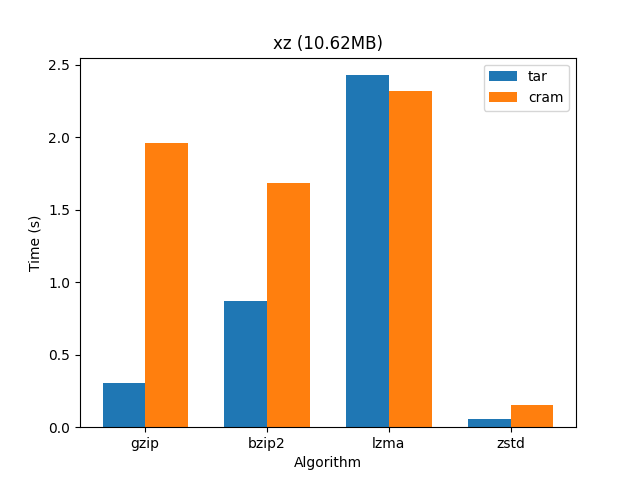 xz (10.62MB)
tar
cram
Time (s)
2.5
2.0
1.5
1.0
0.5
0.0
gzip bzip2 lzma zstd
Algorithm